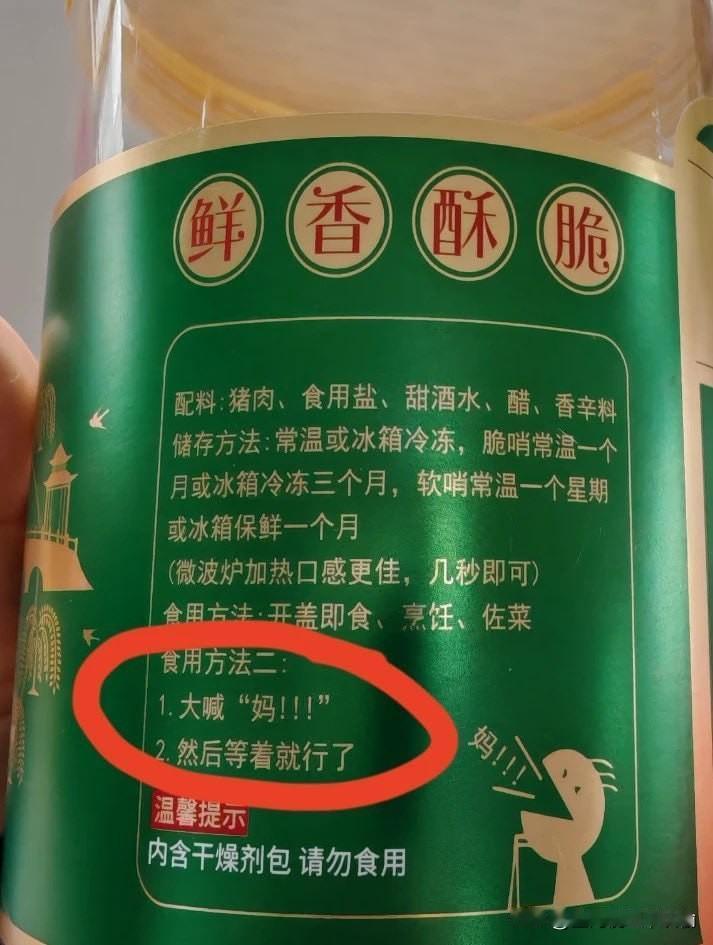 鲜香酥脆
配料:猪肉、食用盐、甜酒水、醋、香辛料
储存方法:常温或冰箱冷冻，脆哨常温一个
月或冰箱冷冻三个月，软哨常温一个星期
或冰箱保鲜一个月
(微波炉加热口感更佳，几秒即可)
食用方法:开盖即食、烹饪、佐菜
食用方法二:
1.大喊“妈!!!”
2.然后等着就行了
妈!!!
温馨提示
内含干燥剂包 请勿食用